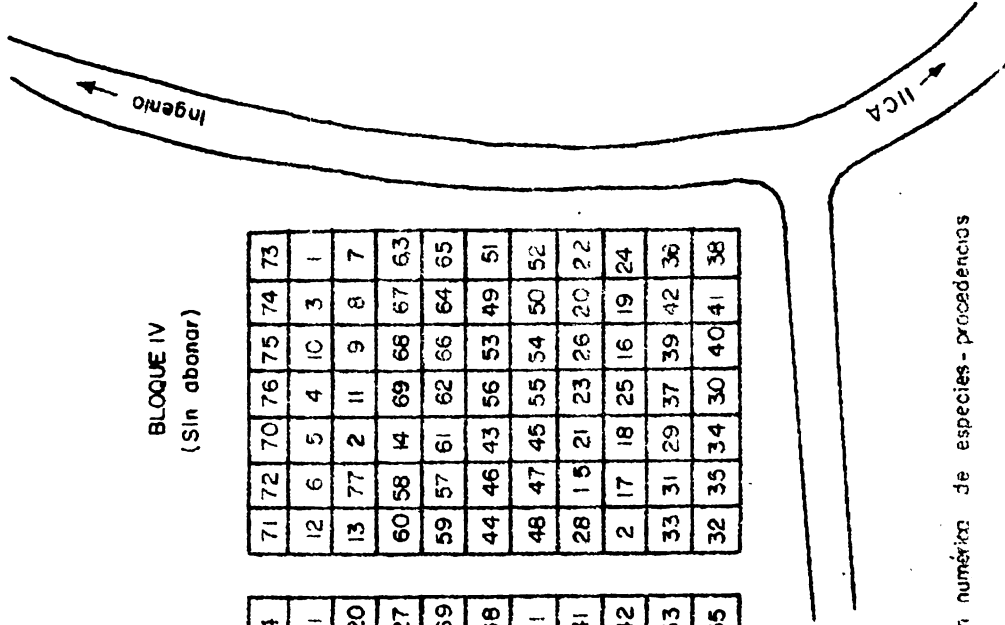 BLOQUE IV
(Sin abonar)
71 72 70 76 75 74 73
12 6 5 4 10 3 1
13 77 2 11 9 8 7
60 58 14 69 68 67 63
59 57 61 62 66 64 65
44 46 43 56 53 49 51
48 47 45 55 54 50 52
28 15 21 23 26 20 22
2 17 18 25 16 19 24
33 31 29 37 39 42 36
32 35 34 30 40 41 38
Ingenio
IICA
numérica de especies - procedencias